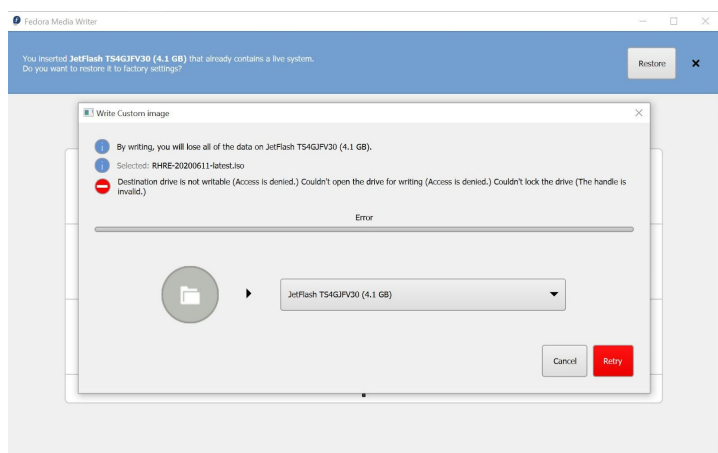 Fedora Media Writer
You inserted JetFlash TS4GJFV30 (4.1 GB) that already contains a live system.
Do you want to restore it to factory settings?
Restore
Write Custom image
By writing, you will lose all of the data on JetFlash TS4GJFV30 (4.1 GB).
Selected: RHRE-20200611-latest.iso
Destination drive is not writable (Access is denied.) Couldn't open the drive for writing (Access is denied.) Couldn't lock the drive (The handle is
invalid.)
Error
JetFlash TS4GJFV30 (4.1 GB)
Cancel
Retry